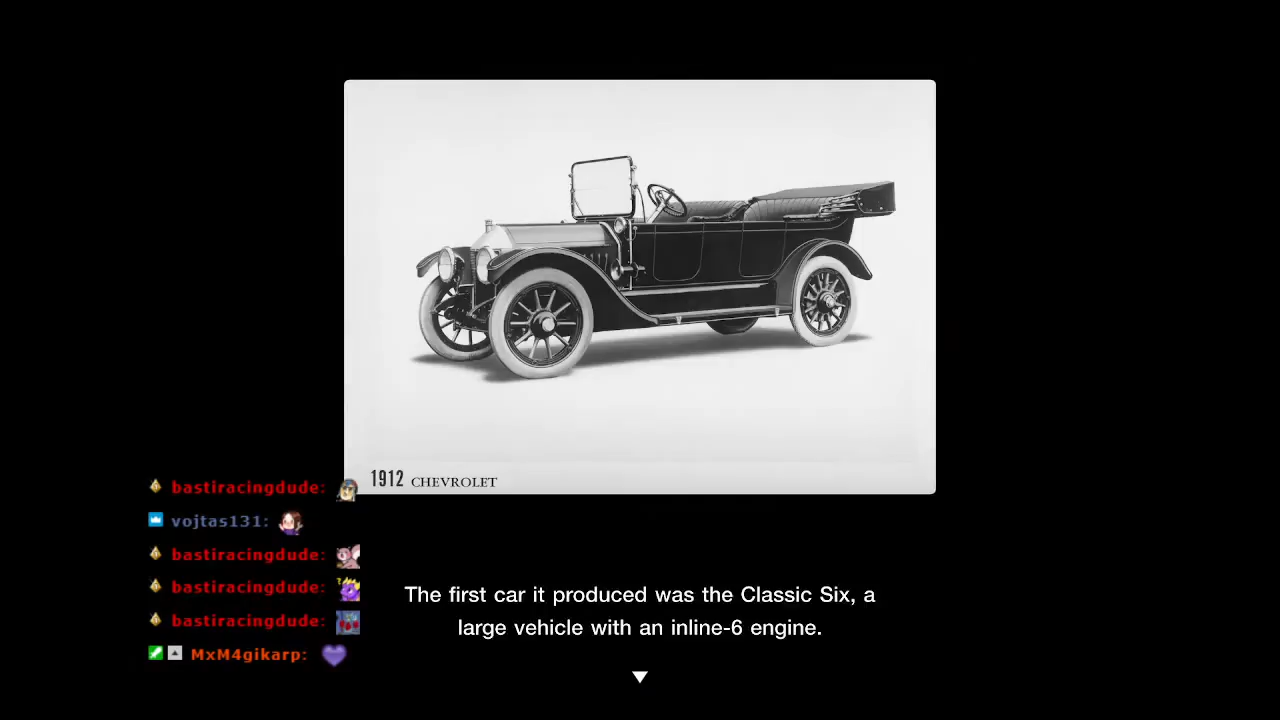 1912 CHEVROLET
bastiracingdude:
vojtas131:
bastiracingdude:
bastiracingdude:
bastiracingdude:
MxM4gikarp:
The first car it produced was the Classic Six, a
large vehicle with an inline-6 engine.